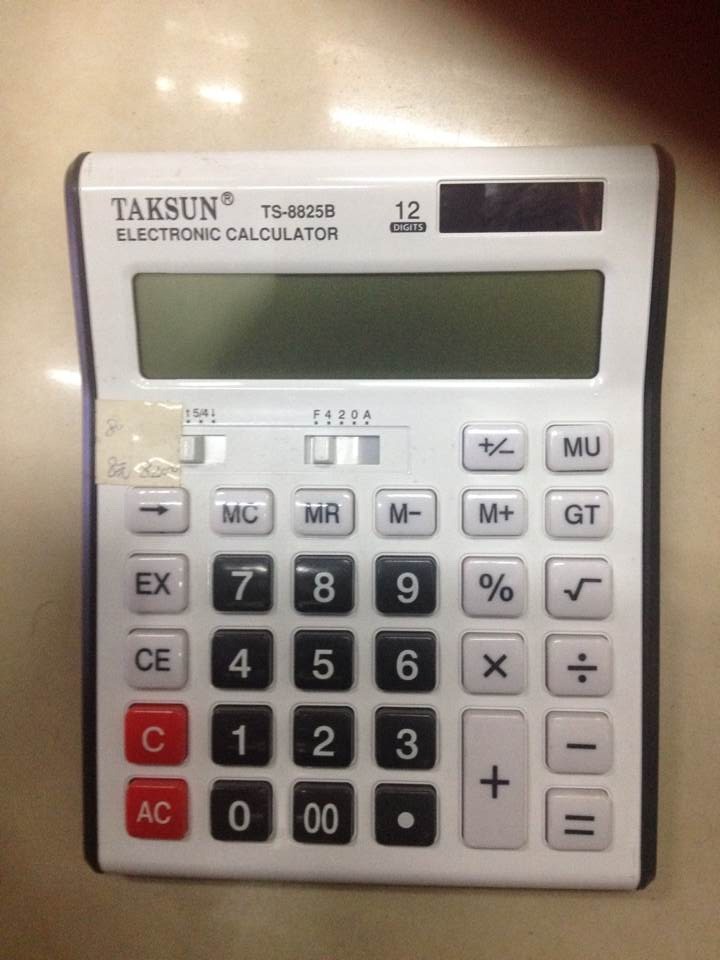 TAKSUN® TS-8825B 12
ELECTRONIC CALCULATOR DIGITS
↑ 5/4 ↓ F 4 2 0 A
+/− MU
→ MC MR M− M+ GT
EX 7 8 9 % √
CE 4 5 6 × ÷
C 1 2 3 + −
AC 0 00 • =